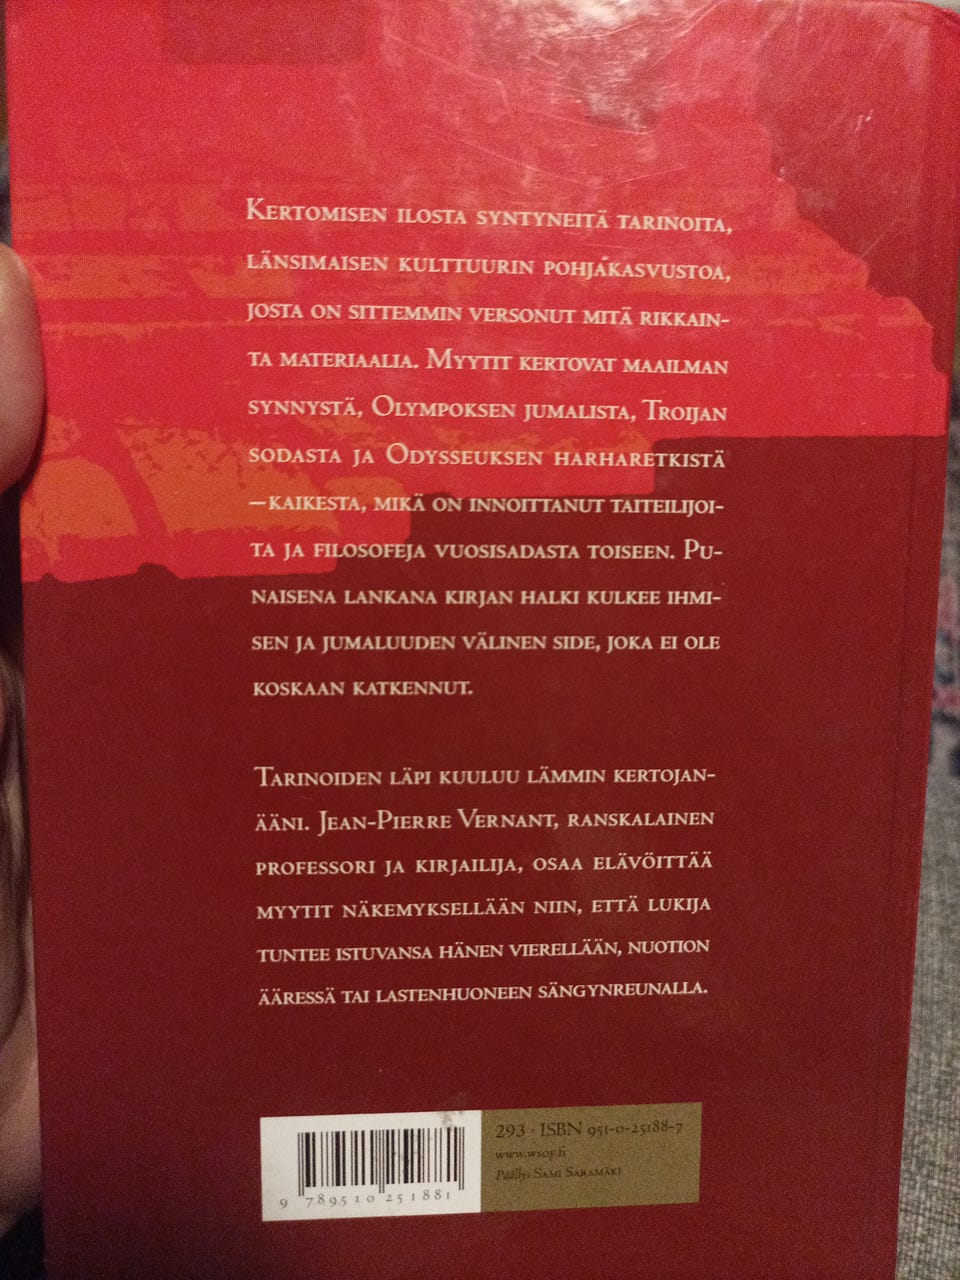 Kertomisen ilosta syntyneitä tarinoita,
länsimaisen kulttuurin pohjakasvustoa,
josta on sittemmin versonut mitä rikkain-
ta materiaalia. Myytit kertovat maailman
synnystä, Olympoksen jumalista, Troijan
sodasta ja Odysseuksen harharetkistä
–kaikesta, mikä on innoittanut taiteilijoi-
ta ja filosofeja vuosisadasta toiseen. Pu-
naisena lankana kirjan halki kulkee ihmi-
sen ja jumaluuden välinen side, joka ei ole
koskaan katkennut.
Tarinoiden läpi kuuluu lämmin kertojan-
ääni. Jean-Pierre Vernant, ranskalainen
professori ja kirjailija, osaa elävöittää
myytit näkemyksellään niin, että lukija
tuntee istuvansa hänen vierellään, nuotion
ääressä tai lastenhuoneen sängynreunalla.
293 · ISBN 951-0-25188-7
www.wsoy.fi
Päällys Sami Saramäki
9 789510 251881